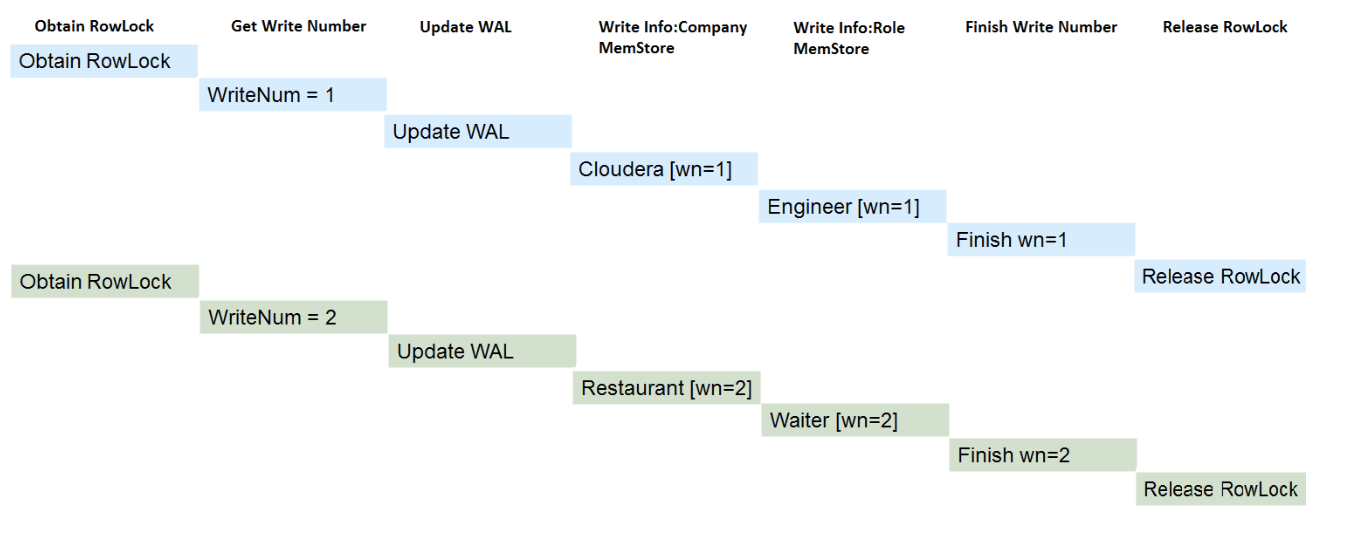 Obtain RowLock
Get Write Number
Update WAL
Write Info:Company
MemStore
Write Info:Role
MemStore
Finish Write Number
Release RowLock
Obtain RowLock
WriteNum = 1
Update WAL
Cloudera [wn=1]
Engineer [wn=1]
Finish wn=1
Release RowLock
Obtain RowLock
WriteNum = 2
Update WAL
Restaurant [wn=2]
Waiter [wn=2]
Finish wn=2
Release RowLock